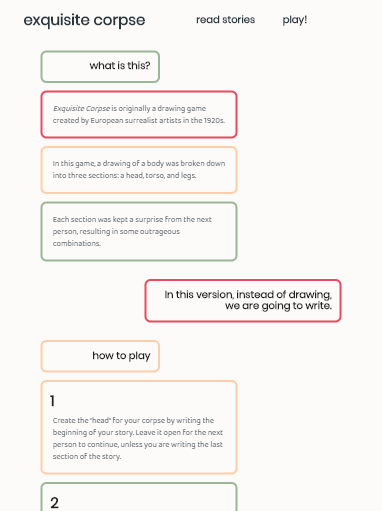 exquisite corpse
read stories play!
what is this?
Exquisite Corpse is originally a drawing game
created by European surrealist artists in the 1920s.
In this game, a drawing of a body was broken down
into three sections: a head, torso, and legs.
Each section was kept a surprise from the next
person, resulting in some outrageous
combinations.
In this version, instead of drawing,
we are going to write.
how to play
1
Create the "head" for your corpse by writing the
beginning of your story. Leave it open for the next
person to continue, unless you are writing the last
section of the story.
2